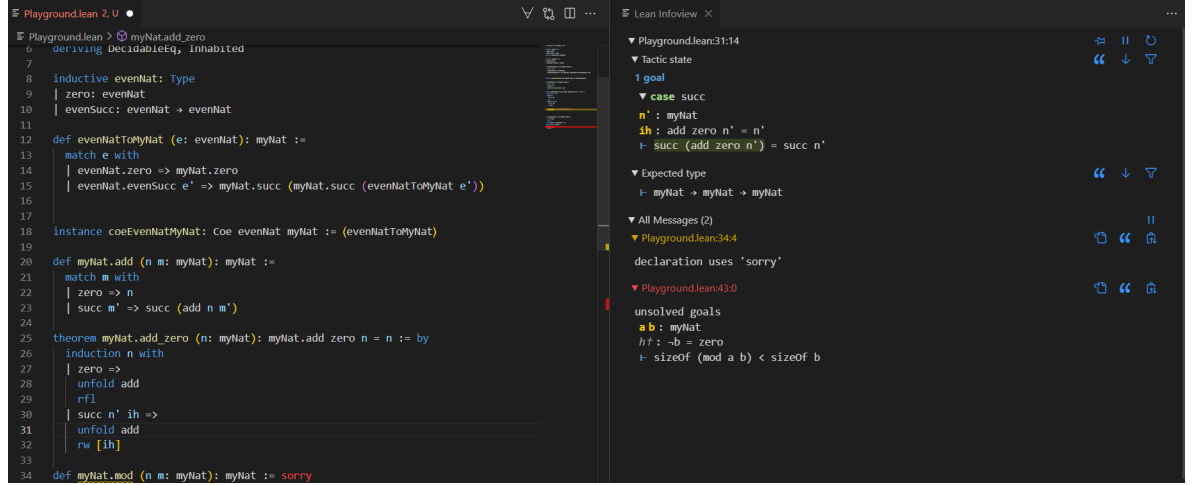 Playground.lean 2, U
Playground.lean > myNat.add_zero
6 deriving DecidableEq, Inhabited
7
8 inductive evenNat: Type
9 | zero: evenNat
10 | evenSucc: evenNat → evenNat
11
12 def evenNatToMyNat (e: evenNat): myNat :=
13 match e with
14 | evenNat.zero => myNat.zero
15 | evenNat.evenSucc e' => myNat.succ (myNat.succ (evenNatToMyNat e'))
16
17
18 instance coeEvenNatMyNat: Coe evenNat myNat := ⟨evenNatToMyNat⟩
19
20 def myNat.add (n m: myNat): myNat :=
21 match m with
22 | zero => n
23 | succ m' => succ (add n m')
24
25 theorem myNat.add_zero (n: myNat): myNat.add zero n = n := by
26 induction n with
27 | zero =>
28 unfold add
29 rfl
30 | succ n' ih =>
31 unfold add
32 rw [ih]
33
34 def myNat.mod (n m: myNat): myNat := sorry
Lean Infoview
Playground.lean:31:14
Tactic state
1 goal
case succ
n' : myNat
ih : add zero n' = n'
⊢ succ (add zero n') = succ n'
Expected type
⊢ myNat → myNat → myNat
All Messages (2)
Playground.lean:34:4
declaration uses 'sorry'
Playground.lean:43:0
unsolved goals
a b : myNat
h† : ¬b = zero
⊢ sizeOf (mod a b) < sizeOf b